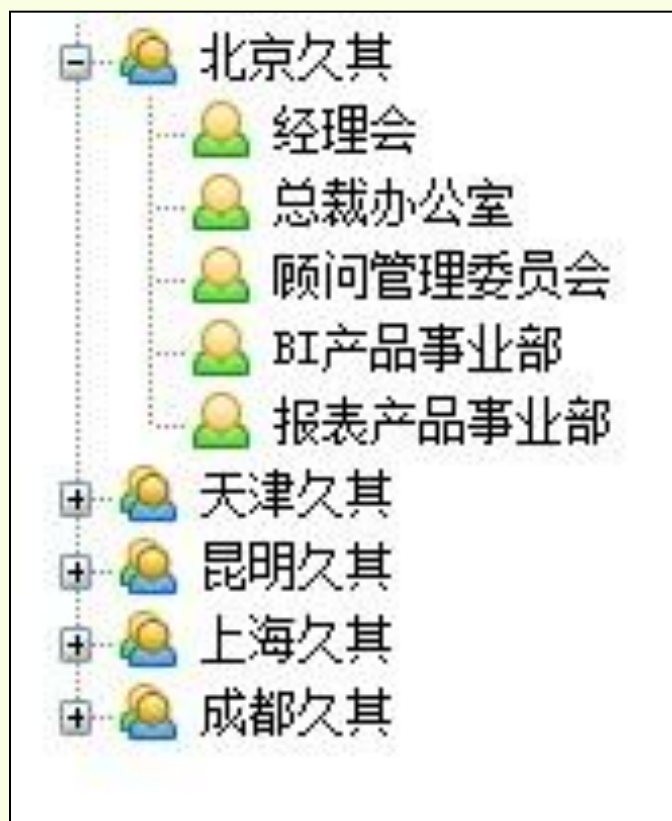 北京久其
经理会
总裁办公室
顾问管理委员会
BI产品事业部
报表产品事业部
天津久其
昆明久其
上海久其
成都久其